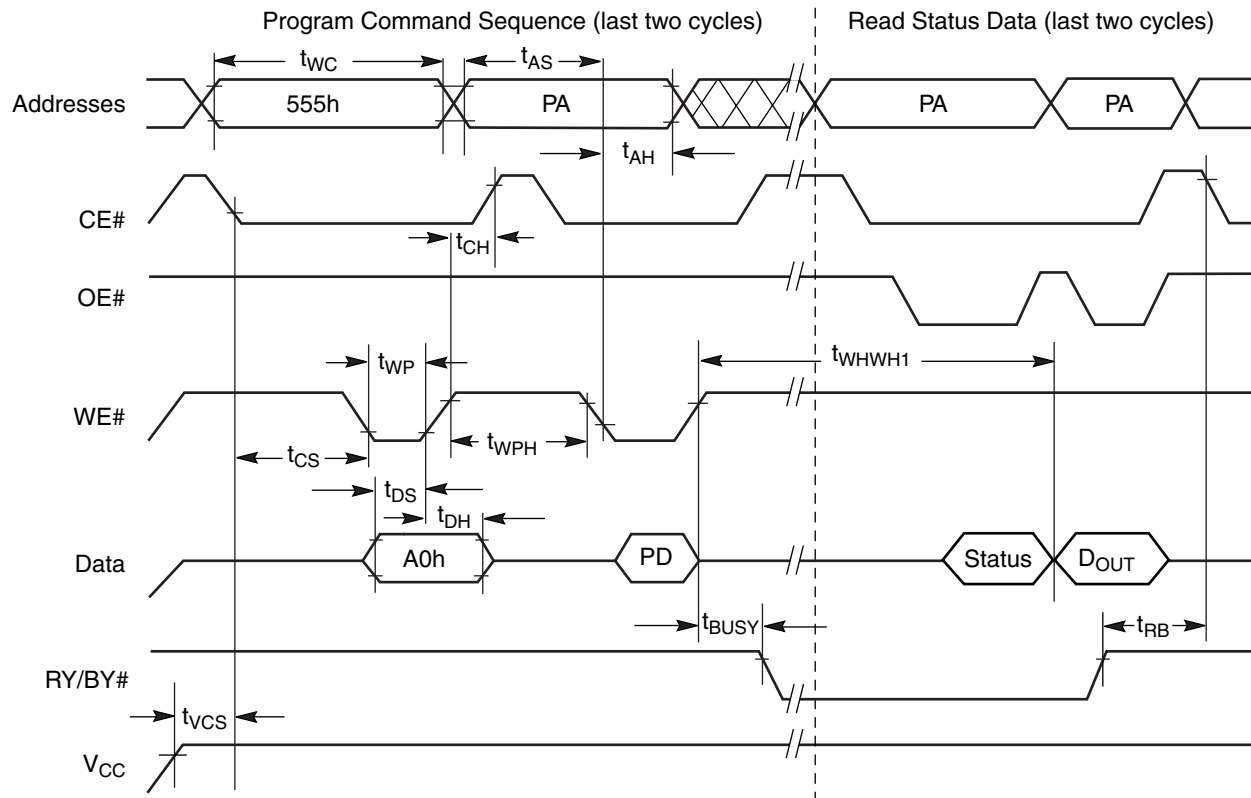 Program Command Sequence (last two cycles) Read Status Data (last two cycles)
tWC tAS
Addresses 555h PA PA PA
tAH
CE#
tCH
OE#
tWHWH1
tWP
WE#
tWPH
tCS
tDS
tDH
Data A0h PD Status DOUT
tBUSY tRB
RY/BY#
tVCS
VCC